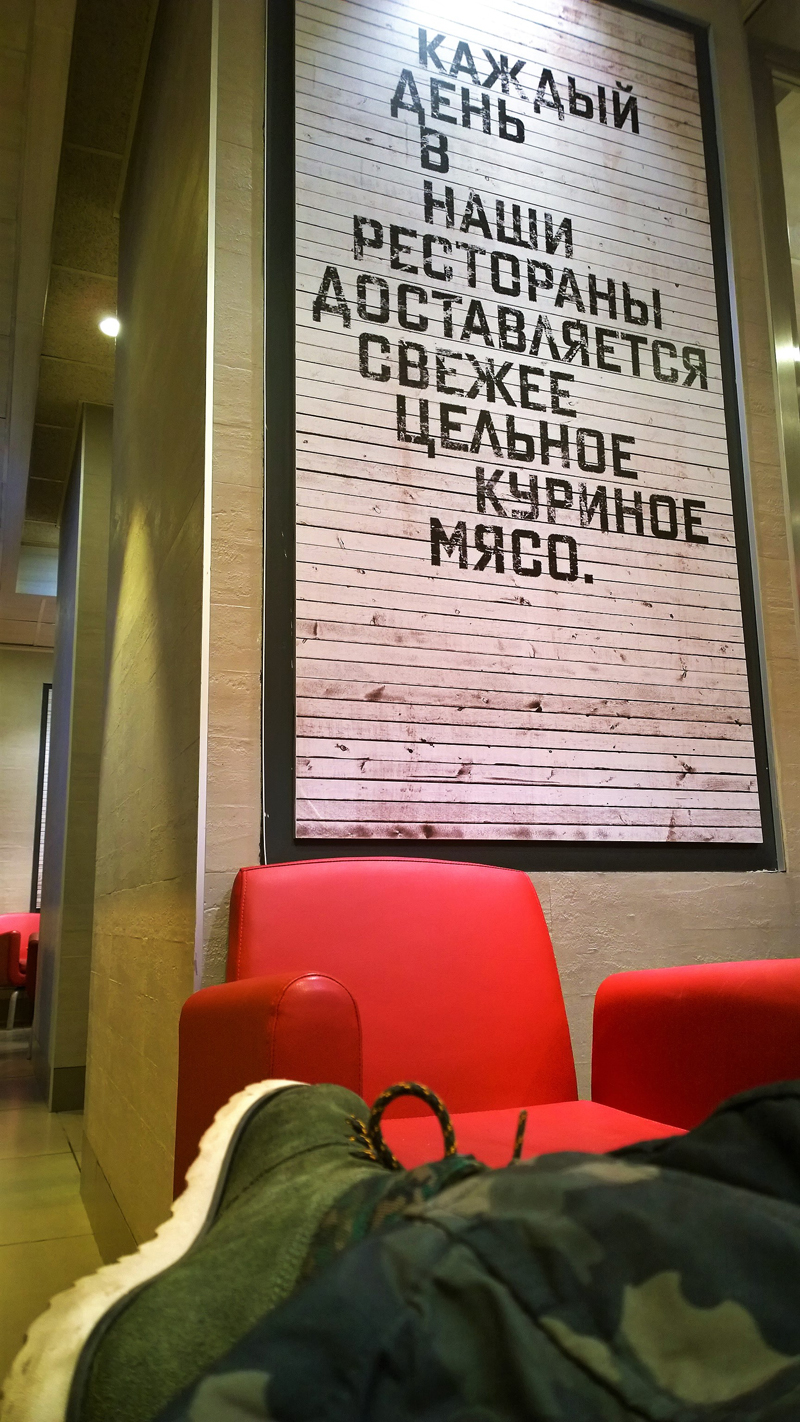 КАЖДЫЙ
ДЕНЬ
В
НАШИ
РЕСТОРАНЫ
ДОСТАВЛЯЕТСЯ
СВЕЖЕЕ
ЦЕЛЬНОЕ
КУРИНОЕ
МЯСО.